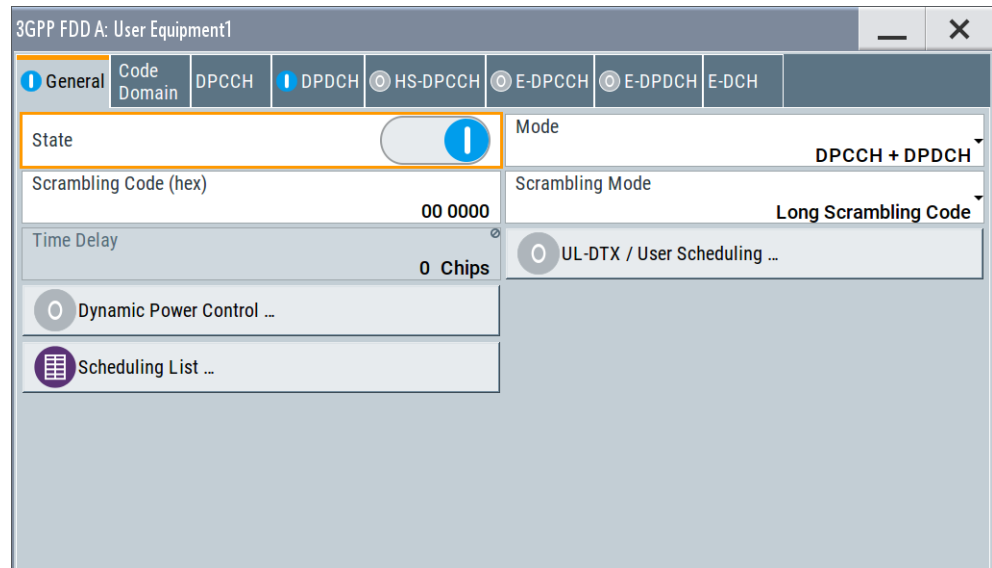 3GPP FDD A: User Equipment1
General
Code
Domain
DPCCH
DPDCH
HS-DPCCH
E-DPCCH
E-DPDCH
E-DCH
State
Mode
DPCCH + DPDCH
Scrambling Code (hex)
00 0000
Scrambling Mode
Long Scrambling Code
Time Delay
0 Chips
UL-DTX / User Scheduling ...
Dynamic Power Control ...
Scheduling List ...